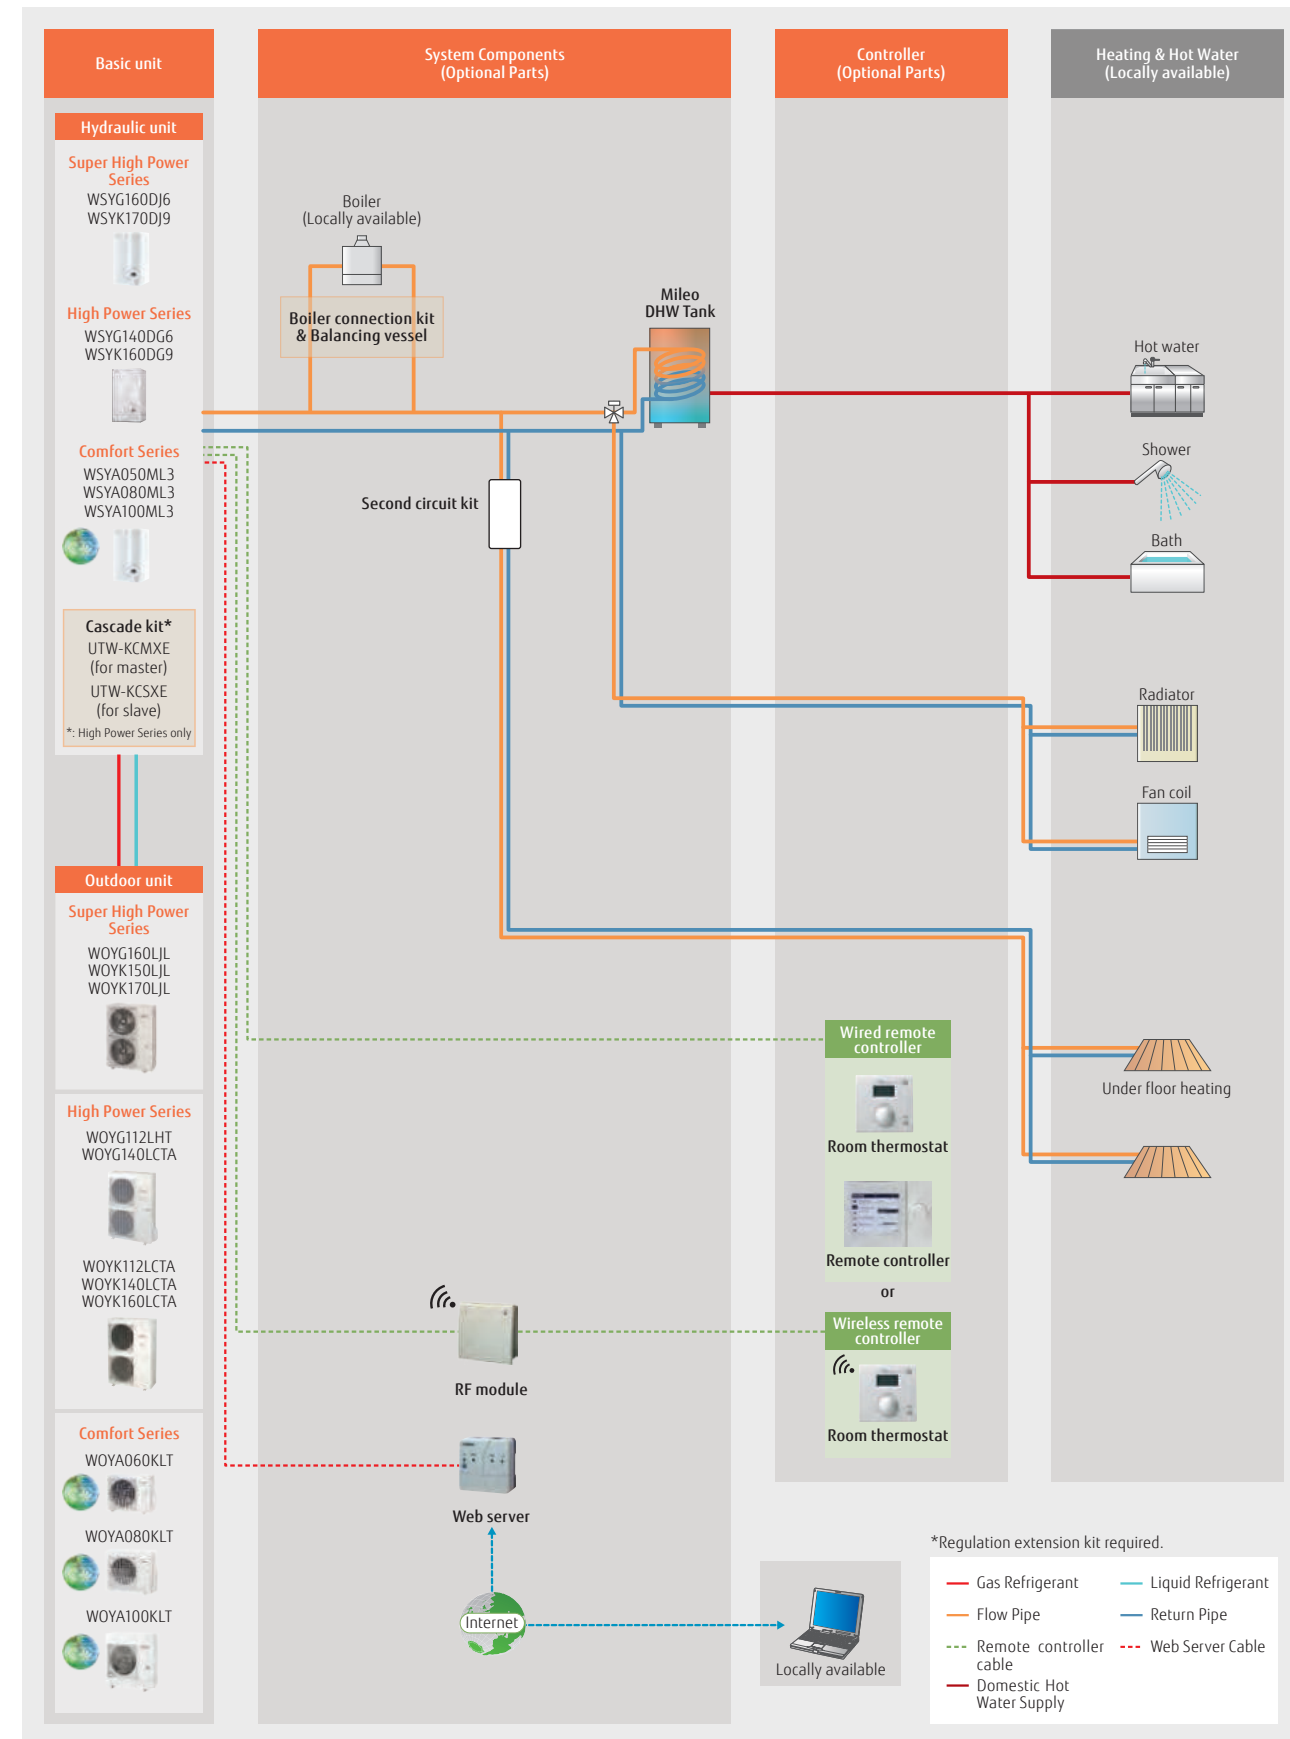 Basic unit
System Components
(Optional Parts)
Controller
(Optional Parts)
Heating & Hot Water
(Locally available)
Hydraulic unit
Super High Power
Series
WSYG160DJ6
WSYK170DJ9
High Power Series
WSYG140DG6
WSYK160DG9
Comfort Series
WSYA050ML3
WSYA080ML3
WSYA100ML3
Cascade kit*
UTW-KCMXE
(for master)
UTW-KCSXE
(for slave)
*: High Power Series only
Outdoor unit
Super High Power
Series
WOYG160LJL
WOYK150LJL
WOYK170LJL
High Power Series
WOYG112LHT
WOYG140LCTA
WOYK112LCTA
WOYK140LCTA
WOYK160LCTA
Comfort Series
WOYA060KLT
WOYA080KLT
WOYA100KLT
Boiler
(Locally available)
Boiler connection kit
& Balancing vessel
Mileo
DHW Tank
Second circuit kit
RF module
Web server
Internet
Wired remote
controller
Room thermostat
Remote controller
or
Wireless remote
controller
Room thermostat
Locally available
Hot water
Shower
Bath
Radiator
Fan coil
Under floor heating
*Regulation extension kit required.
Gas Refrigerant
Liquid Refrigerant
Flow Pipe
Return Pipe
Remote controller
cable
Web Server Cable
Domestic Hot
Water Supply